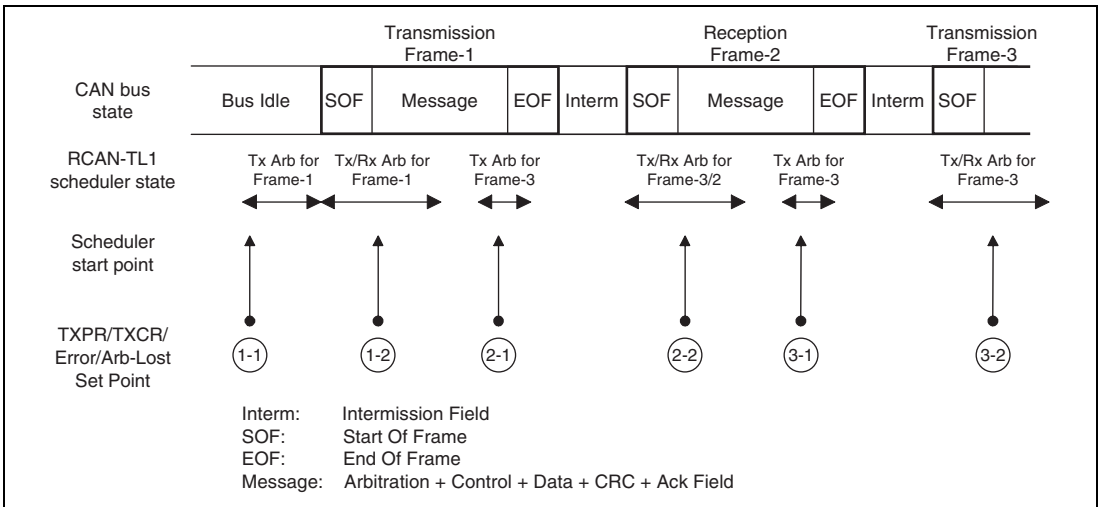 Transmission
Frame-1
Reception
Frame-2
Transmission
Frame-3
CAN bus
state
Bus Idle
SOF
Message
EOF
Interm
SOF
Message
EOF
Interm
SOF
RCAN-TL1
scheduler state
Tx Arb for
Frame-1
Tx/Rx Arb for
Frame-1
Tx Arb for
Frame-3
Tx/Rx Arb for
Frame-3/2
Tx Arb for
Frame-3
Tx/Rx Arb for
Frame-3
Scheduler
start point
TXPR/TXCR/
Error/Arb-Lost
Set Point
1-1
1-2
2-1
2-2
3-1
3-2
Interm: Intermission Field
SOF: Start Of Frame
EOF: End Of Frame
Message: Arbitration + Control + Data + CRC + Ack Field